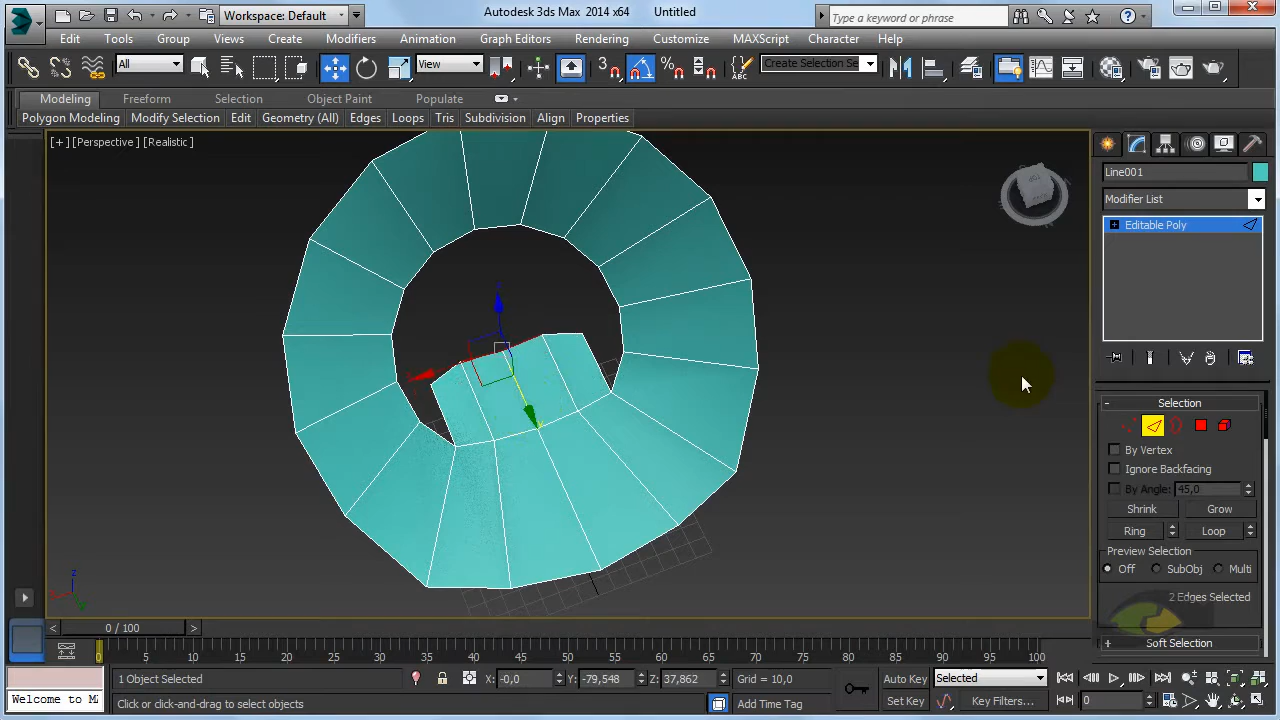 Workspace: Default
Autodesk 3ds Max 2014 x64 Untitled
Type a keyword or phrase
Edit Tools Group Views Create Modifiers Animation Graph Editors Rendering Customize MAXScript Character Help
All View 3 Create Selection Se
Modeling Freeform Selection Object Paint Populate
Polygon Modeling Modify Selection Edit Geometry (All) Edges Loops Tris Subdivision Align Properties
[+] [Perspective] [Realistic]
Line001
Modifier List
Editable Poly
Selection
By Vertex
Ignore Backfacing
By Angle: 45,0
Shrink Grow
Ring Loop
Preview Selection
Off SubObj Multi
2 Edges Selected
Soft Selection
0 / 100
0 5 10 15 20 25 30 35 40 45 50 55 60 65 70 75 80 85 90 95 100
1 Object Selected X: -0,0 Y: -79,548 Z: 37,862 Grid = 10,0 Auto Key Selected
Welcome to MA Click or click-and-drag to select objects Add Time Tag Set Key Key Filters... 0